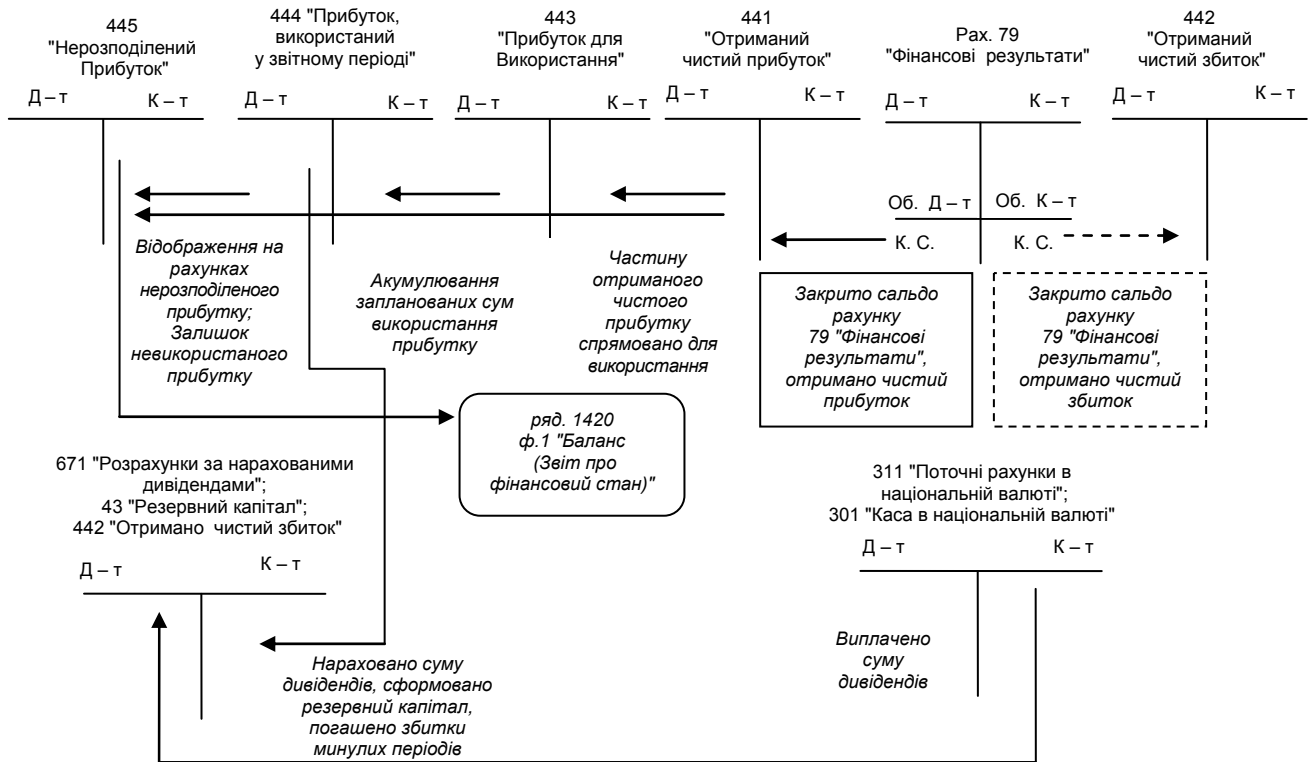 445
"Нерозподілений
Прибуток"
444 "Прибуток,
використаний
у звітному періоді"
443
"Прибуток для
Використання"
441
"Отриманий
чистий прибуток"
Рах. 79
"Фінансові результати"
442
"Отриманий
чистий збиток"
Д – т К – т
Д – т К – т
Д – т К – т
Д – т К – т
Д – т К – т
Д – т К – т
Об. Д – т Об. К – т
К. С. К. С.
Відображення на
рахунках
нерозподіленого
прибутку;
Залишок
невикористаного
прибутку
Акумулювання
запланованих сум
використання
прибутку
Частину
отриманого
чистого
прибутку
спрямовано для
використання
Закрито сальдо
рахунку
79 "Фінансові
результати",
отримано чистий
прибуток
Закрито сальдо
рахунку
79 "Фінансові
результати",
отримано чистий
збиток
ряд. 1420
ф.1 "Баланс
(Звіт про
фінансовий стан)"
671 "Розрахунки за нарахованими
дивідендами";
43 "Резервний капітал";
442 "Отримано чистий збиток"
Д – т К – т
311 "Поточні рахунки в
національній валюті";
301 "Каса в національній валюті"
Д – т К – т
Нараховано суму
дивідендів, сформовано
резервний капітал,
погашено збитки
минулих періодів
Виплачено
суму
дивідендів